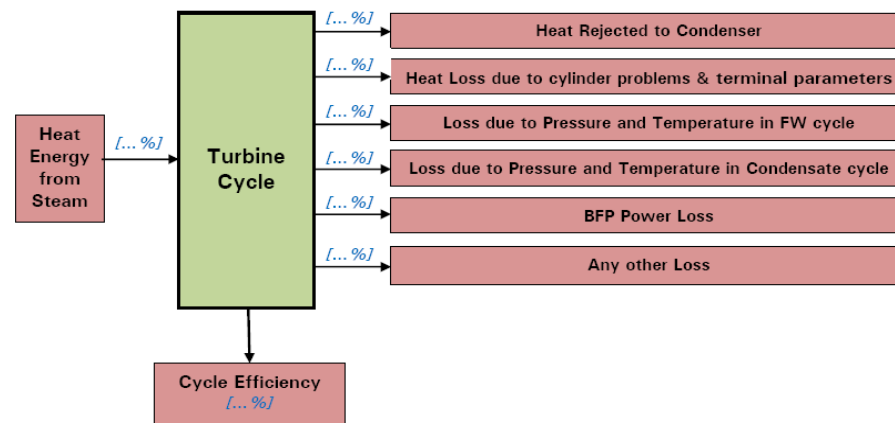 [... %]
Heat Rejected to Condenser
[... %]
Heat Loss due to cylinder problems & terminal parameters
[... %]
Loss due to Pressure and Temperature in FW cycle
Heat
Energy
from
Steam
[... %]
Turbine
Cycle
[... %]
Loss due to Pressure and Temperature in Condensate cycle
[... %]
BFP Power Loss
[... %]
Any other Loss
Cycle Efficiency
[... %]